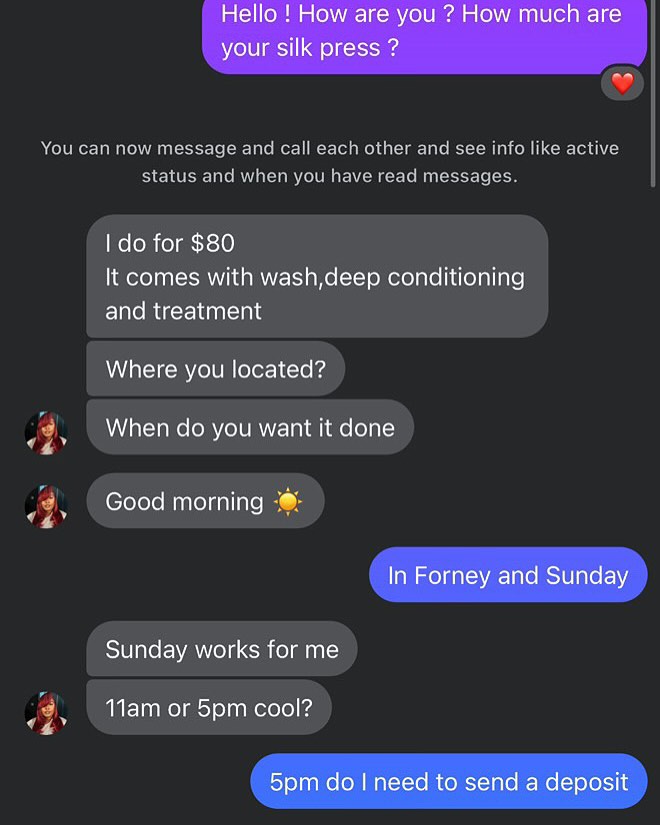 Hello ! How are you ? How much are
your silk press ?
You can now message and call each other and see info like active
status and when you have read messages.
I do for $80
It comes with wash,deep conditioning
and treatment
Where you located?
When do you want it done
Good morning ☀️
In Forney and Sunday
Sunday works for me
11am or 5pm cool?
5pm do I need to send a deposit